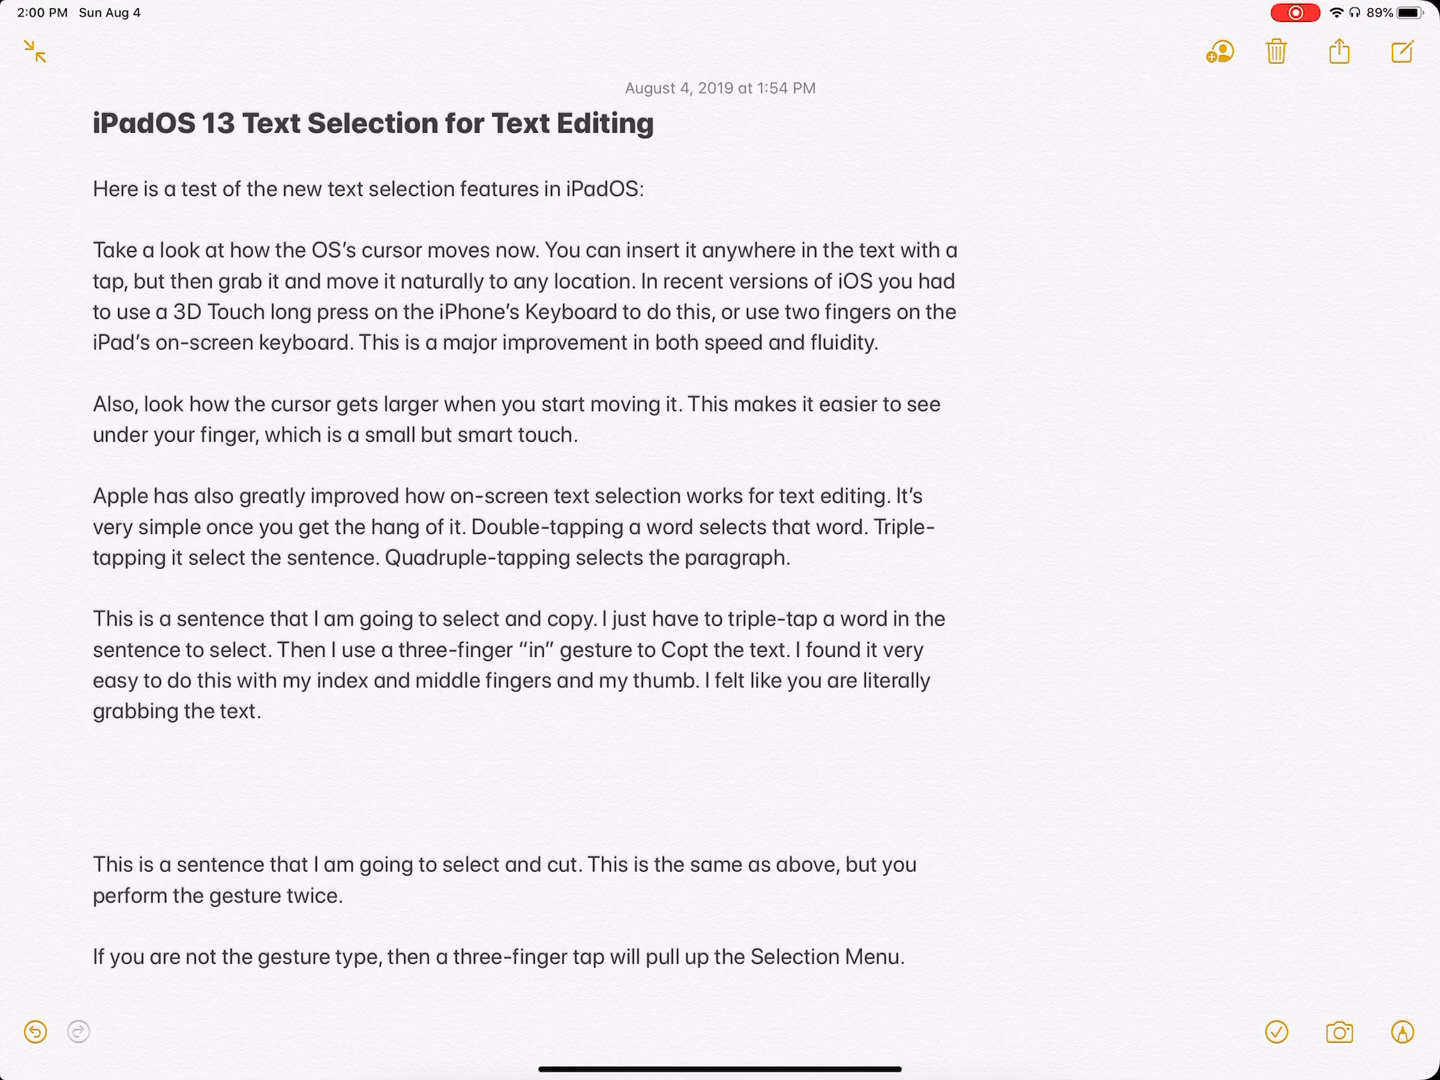 2:00 PM Sun Aug 4
89%
August 4, 2019 at 1:54 PM
iPadOS 13 Text Selection for Text Editing
Here is a test of the new text selection features in iPadOS:
Take a look at how the OS’s cursor moves now. You can insert it anywhere in the text with a
tap, but then grab it and move it naturally to any location. In recent versions of iOS you had
to use a 3D Touch long press on the iPhone’s Keyboard to do this, or use two fingers on the
iPad’s on-screen keyboard. This is a major improvement in both speed and fluidity.
Also, look how the cursor gets larger when you start moving it. This makes it easier to see
under your finger, which is a small but smart touch.
Apple has also greatly improved how on-screen text selection works for text editing. It’s
very simple once you get the hang of it. Double-tapping a word selects that word. Triple-
tapping it select the sentence. Quadruple-tapping selects the paragraph.
This is a sentence that I am going to select and copy. I just have to triple-tap a word in the
sentence to select. Then I use a three-finger “in” gesture to Copt the text. I found it very
easy to do this with my index and middle fingers and my thumb. I felt like you are literally
grabbing the text.
This is a sentence that I am going to select and cut. This is the same as above, but you
perform the gesture twice.
If you are not the gesture type, then a three-finger tap will pull up the Selection Menu.